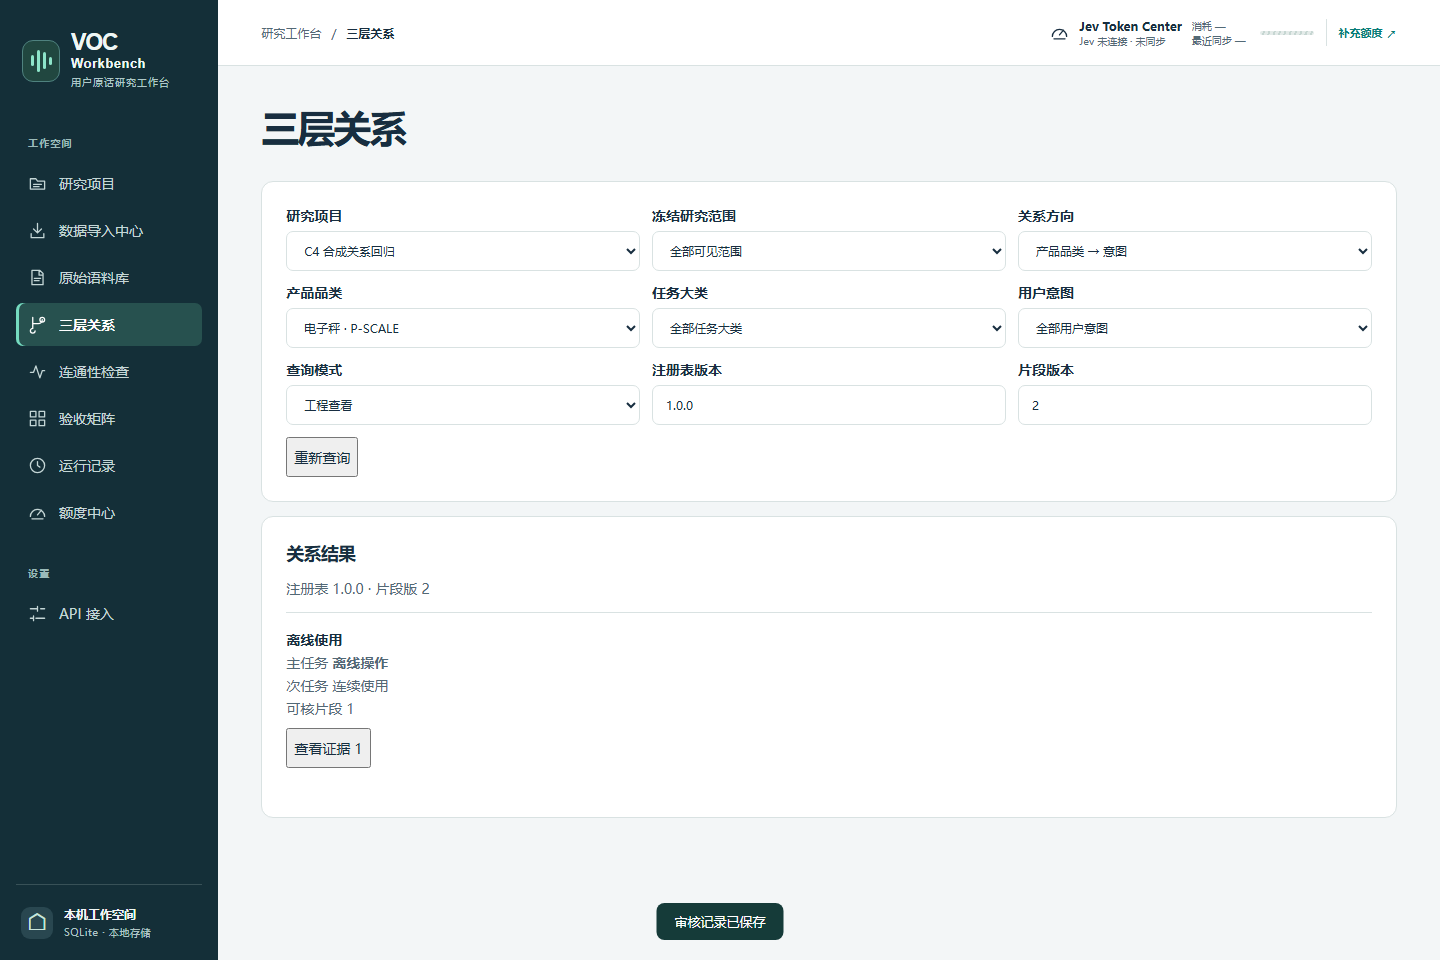 VOC
Workbench
用户原话研究工作台
工作空间
研究项目
数据导入中心
原始语料库
三层关系
连通性检查
验收矩阵
运行记录
额度中心
设置
API 接入
本机工作空间
SQLite · 本地存储
研究工作台 / 三层关系
Jev Token Center
Jev 未连接 · 未同步
消耗 —
最近同步 —
补充额度 ↗
三层关系
研究项目
C4 合成关系回归
冻结研究范围
全部可见范围
关系方向
产品品类 → 意图
产品品类
电子秤 · P-SCALE
任务大类
全部任务大类
用户意图
全部用户意图
查询模式
工程查看
注册表版本
1.0.0
片段版本
2
重新查询
关系结果
注册表 1.0.0 · 片段版 2
离线使用
主任务 离线操作
次任务 连续使用
可核片段 1
查看证据 1
审核记录已保存